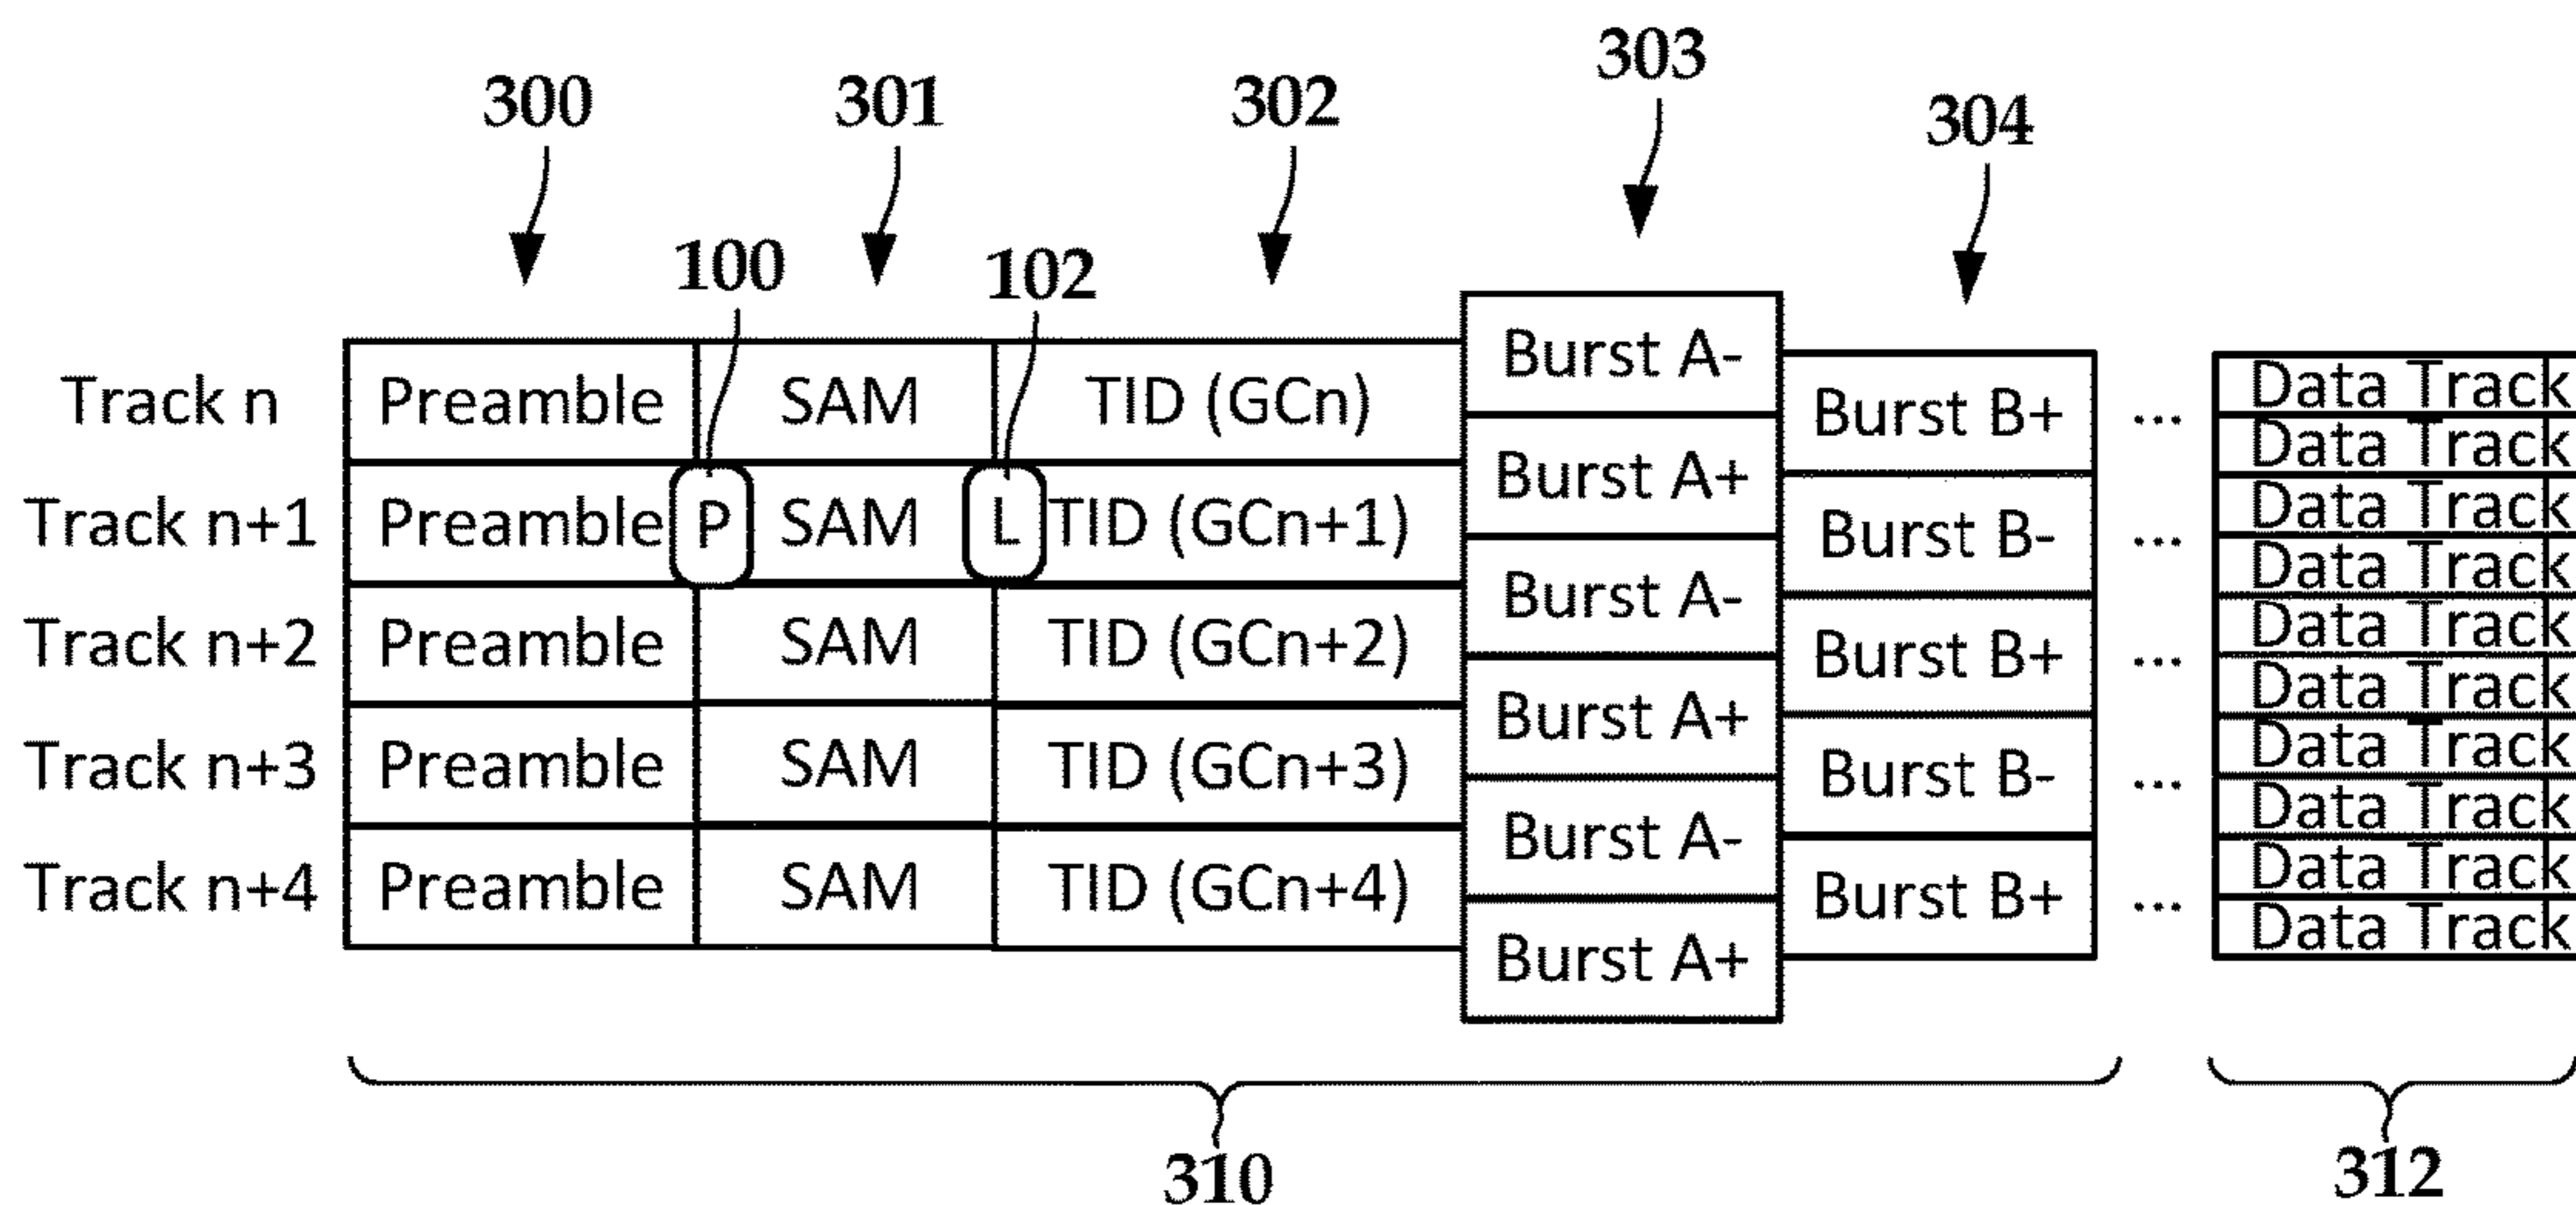 303
300 301 302 304
100 102
Burst A-
Data Track
Track n Preamble SAM TID (GCn) Burst B+ ...
Data Track
Burst A+
Data Track
Track n+1 Preamble P SAM L TID (GCn+1) Burst B- ...
Data Track
Burst A-
Data Track
Track n+2 Preamble SAM TID (GCn+2) Burst B+ ...
Data Track
Burst A+
Data Track
Track n+3 Preamble SAM TID (GCn+3) Burst B- ...
Data Track
Burst A-
Data Track
Track n+4 Preamble SAM TID (GCn+4) Burst B+ ...
Data Track
Burst A+
310 312